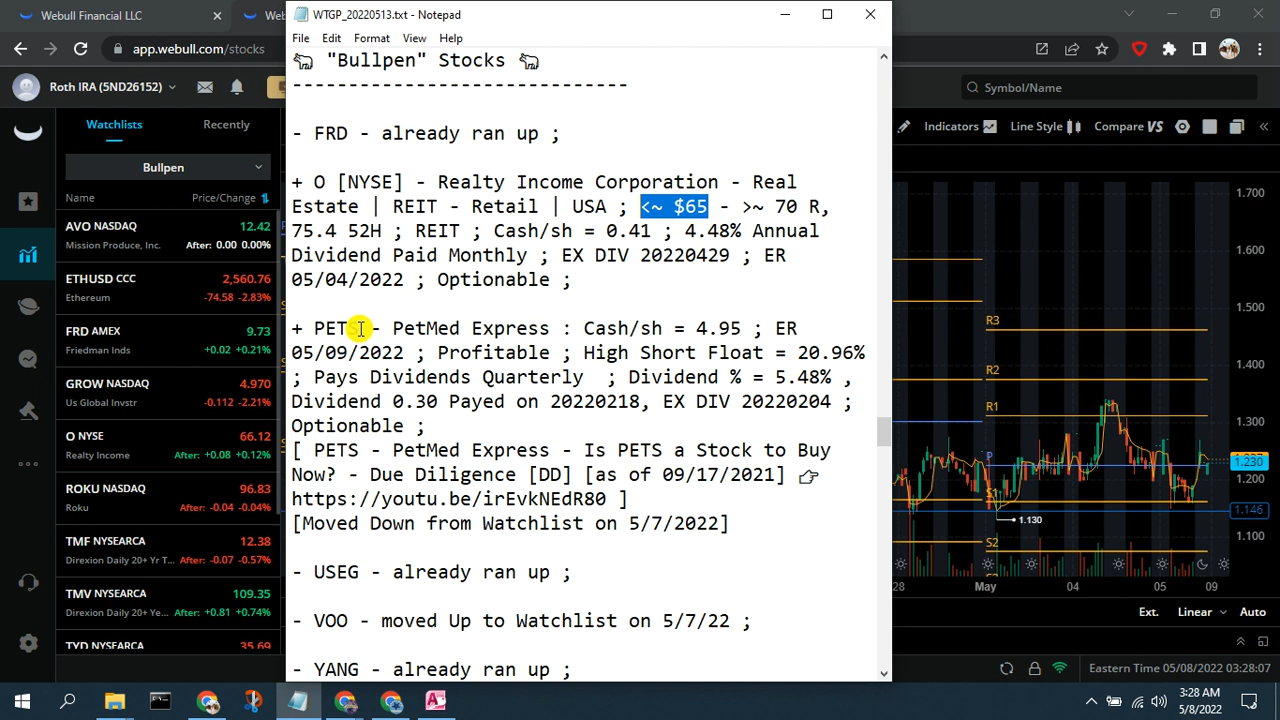 Webull Financial LLC
We
WTGP_20220513.txt - Notepad
File Edit Format View Help
app.webull.com/stocks
Roth IRA (5ND26152)
Symbol/Name
Watchlists Recently
Bullpen
Name Price/Change
AVO NASDAQ 12.42
Mission Produce, Inc. After: 0.00 0.00%
ETHUSD CCC 2,560.76
Ethereum -74.58 -2.83%
FRD AMEX 9.73
Friedman Inds +0.02 +0.21%
GROW NASDAQ 4.970
Us Global Invstr -0.112 -2.21%
O NYSE 66.12
Realty Income After: +0.08 +0.12%
ROKU NASDAQ 96.83
Roku After: -0.04 -0.04%
TMF NYSEARCA 12.38
Direxion Daily 20+ Yr T... After: -0.07 -0.57%
TMV NYSEARCA 109.35
Direxion Daily 20+ Ye... After: +0.81 +0.74%
TYD NYSEARCA 35.69
"Bullpen" Stocks
------------------------------
- FRD - already ran up ;
+ O [NYSE] - Realty Income Corporation - Real
Estate | REIT - Retail | USA ; <~ $65 - >~ 70 R,
75.4 52H ; REIT ; Cash/sh = 0.41 ; 4.48% Annual
Dividend Paid Monthly ; EX DIV 20220429 ; ER
05/04/2022 ; Optionable ;
+ PETS - PetMed Express : Cash/sh = 4.95 ; ER
05/09/2022 ; Profitable ; High Short Float = 20.96%
; Pays Dividends Quarterly ; Dividend % = 5.48% ,
Dividend 0.30 Payed on 20220218, EX DIV 20220204 ;
Optionable ;
[ PETS - PetMed Express - Is PETS a Stock to Buy
Now? - Due Diligence [DD] [as of 09/17/2021] 👉
https://youtu.be/irEvkNEdR80 ]
[Moved Down from Watchlist on 5/7/2022]
- USEG - already ran up ;
- VOO - moved Up to Watchlist on 5/7/22 ;
- YANG - already ran up ;
Indicators Line Style Compare VS
1.700
1.600
1.500
R3
1.400
R2
R1
1.300
P
1.230
1.200
S1
1.146
1.130
1.100
S2
28 May 04 05 09
Ext. Linear Auto
Eastern Time 05/08/2022 03:28:07
3:28 AM
5/8/2022